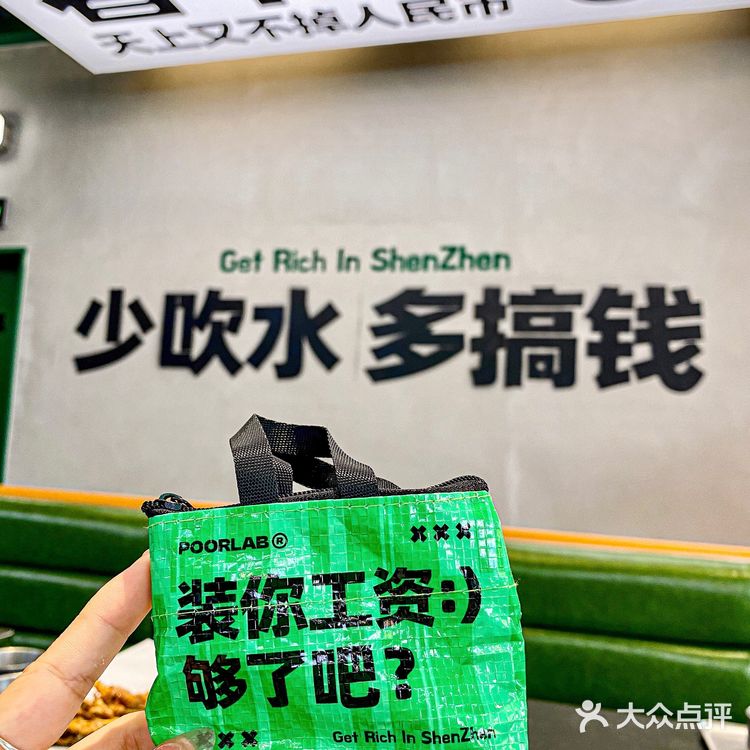 天上又不掉人民币
Get Rich In ShenZhen
少吹水 多搞钱
POORLAB®
×××
装你工资:)
够了吧?
×××
Get Rich In ShenZhen
大众点评